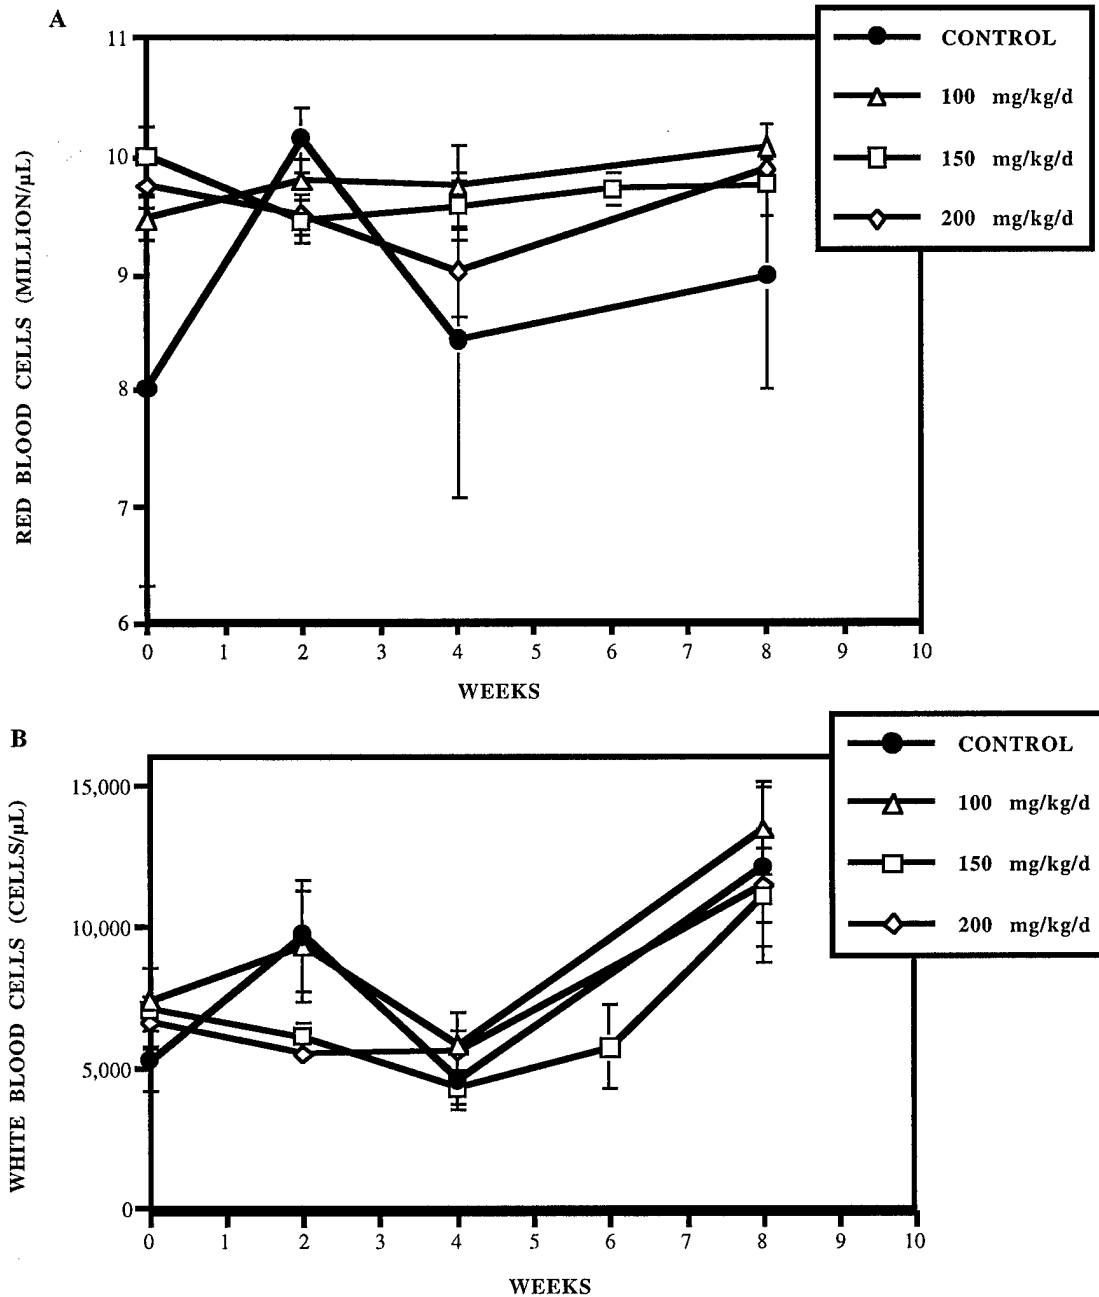 A
CONTROL
100 mg/kg/d
150 mg/kg/d
200 mg/kg/d
RED BLOOD CELLS (MILLION/µL)
11
10
9
8
7
6
0 1 2 3 4 5 6 7 8 9 10
WEEKS
B
CONTROL
100 mg/kg/d
150 mg/kg/d
200 mg/kg/d
WHITE BLOOD CELLS (CELLS/µL)
15,000
10,000
5,000
0
0 1 2 3 4 5 6 7 8 9 10
WEEKS